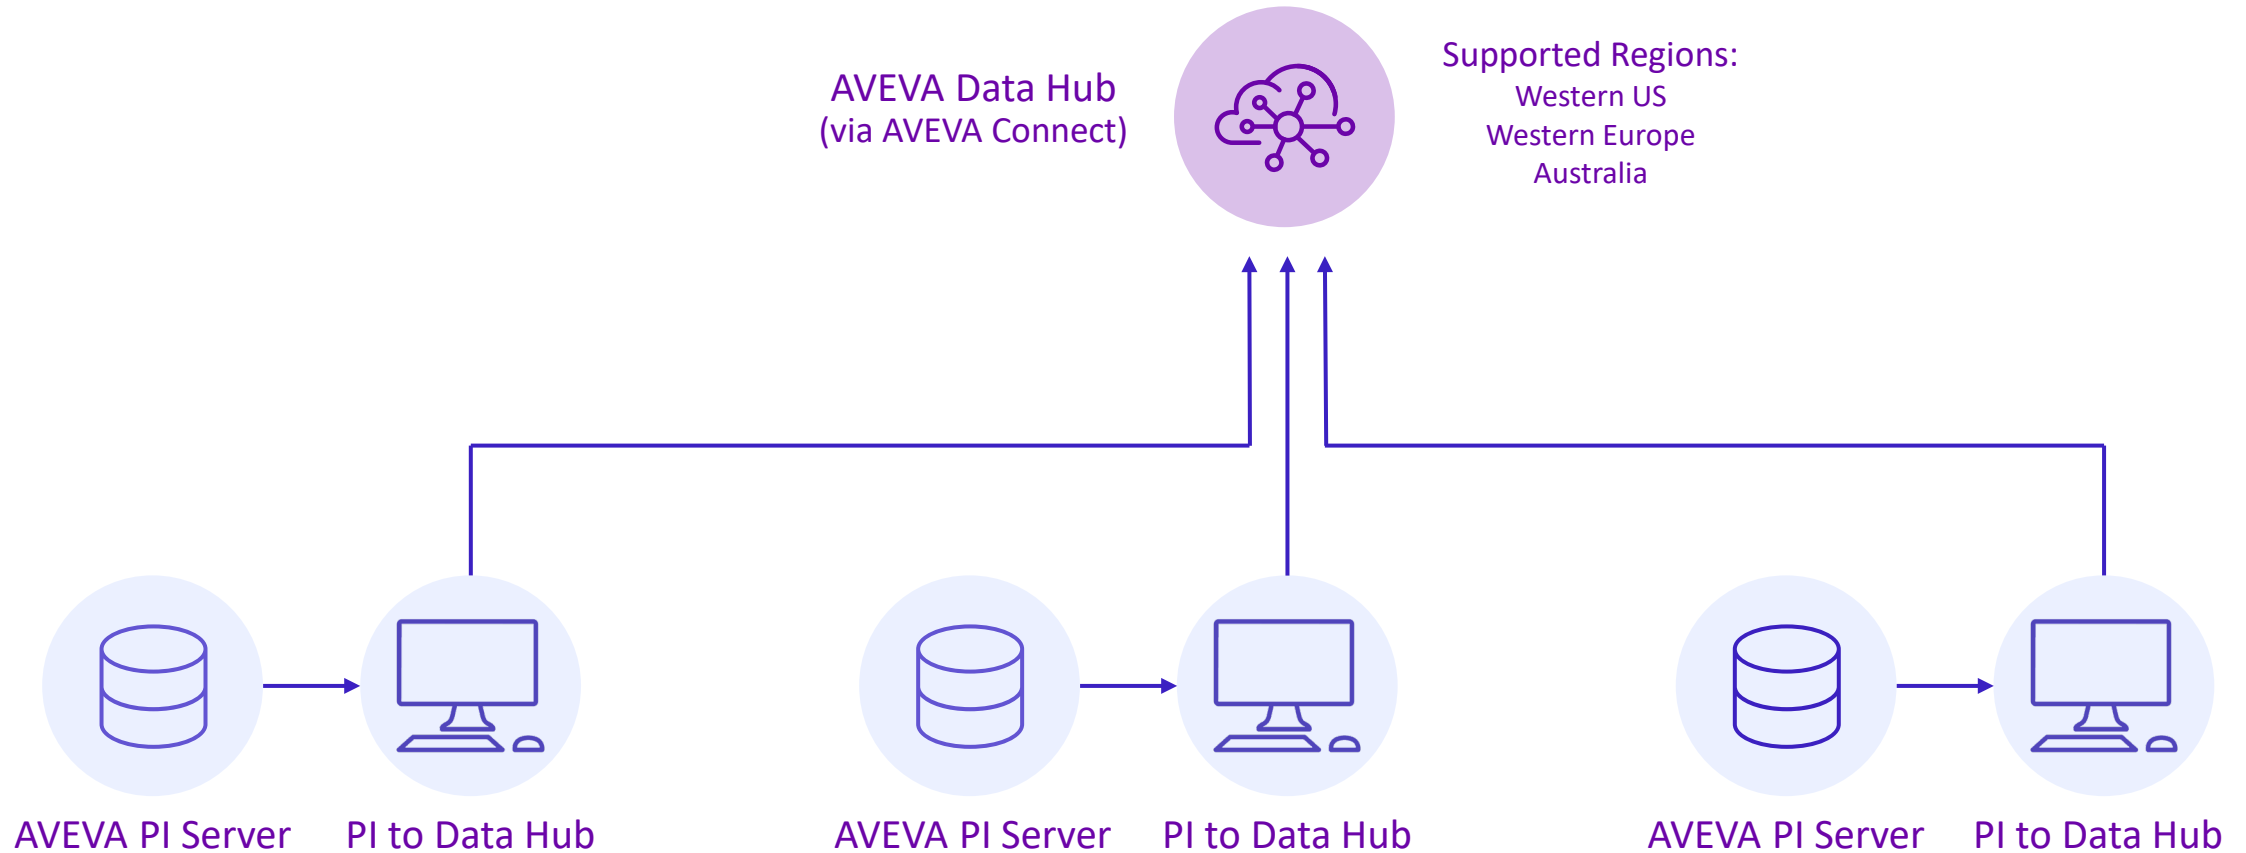 AVEVA Data Hub
(via AVEVA Connect)
Supported Regions:
Western US
Western Europe
Australia
AVEVA PI Server
PI to Data Hub
AVEVA PI Server
PI to Data Hub
AVEVA PI Server
PI to Data Hub